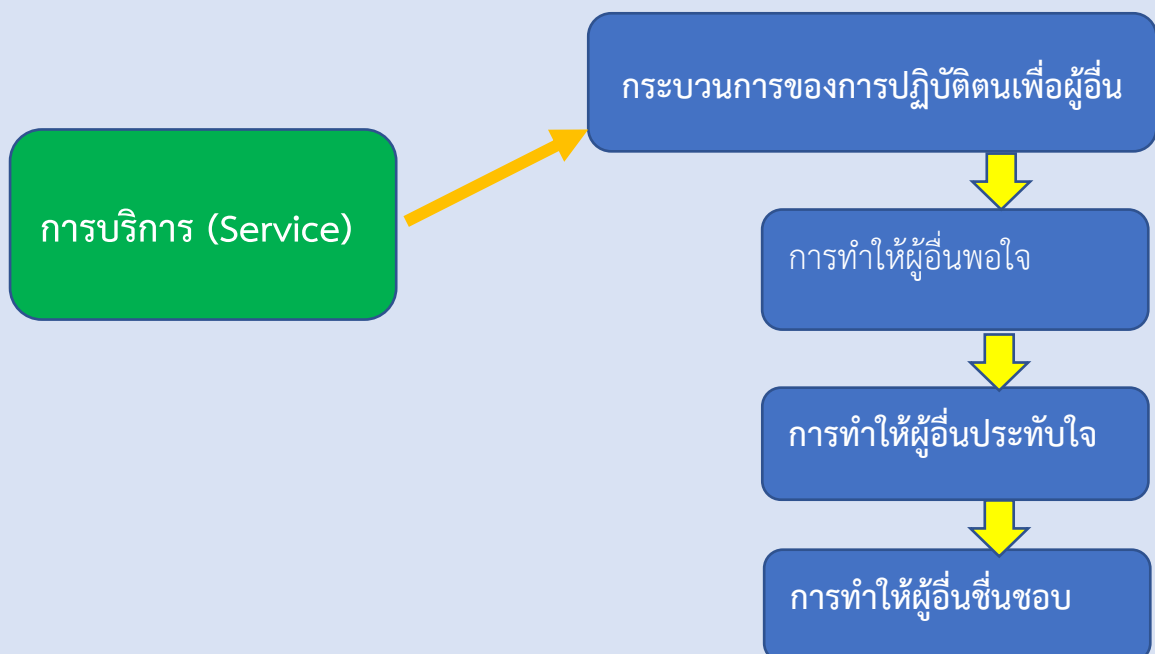 กระบวนการของการปฏิบัติตนเพื่อผู้อื่น
การบริการ (Service)
การทำให้ผู้อื่นพอใจ
การทำให้ผู้อื่นประทับใจ
การทำให้ผู้อื่นชื่นชอบ